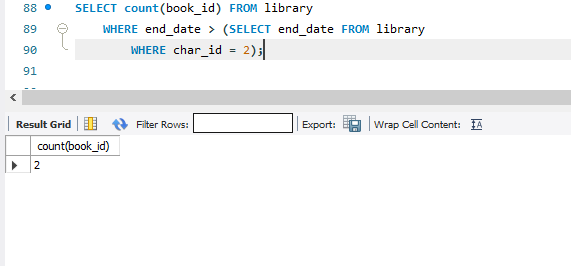 88 SELECT count(book_id) FROM library
89 WHERE end_date > (SELECT end_date FROM library
90 WHERE char_id = 2);
91
Result Grid Filter Rows: Export: Wrap Cell Content:
count(book_id)
2